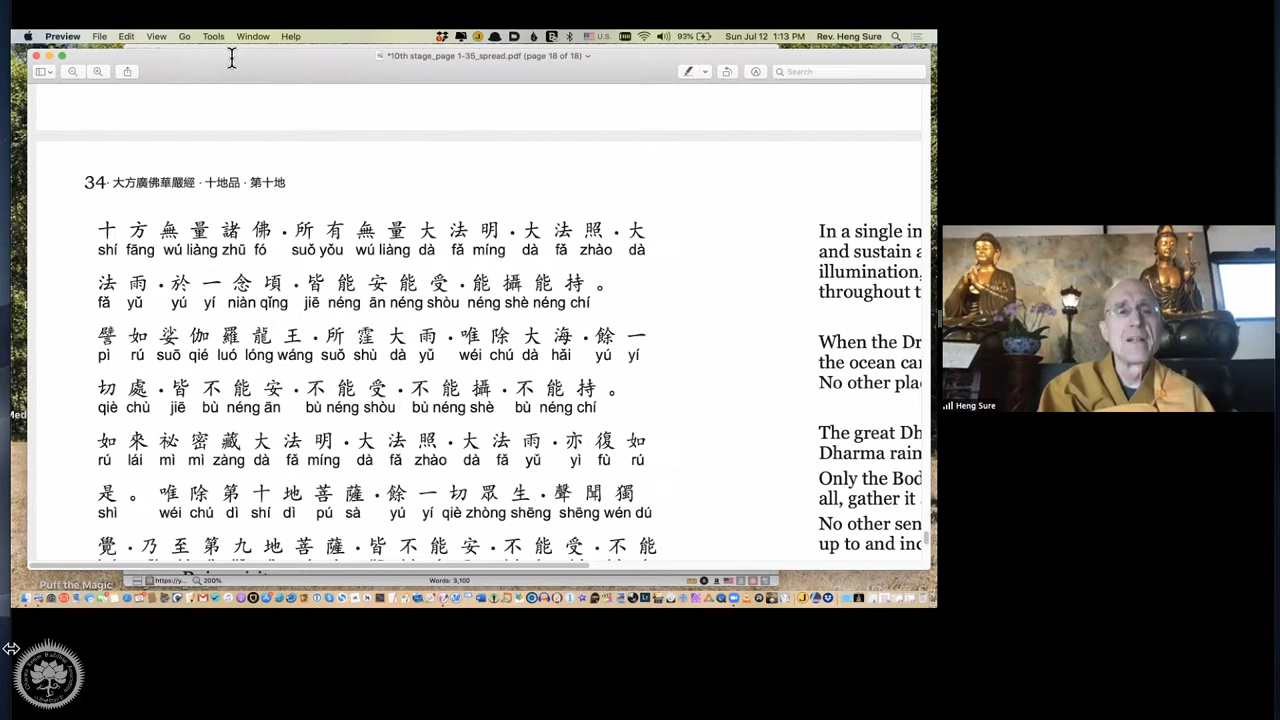 Preview File Edit View Go Tools Window Help
U.S. 93% Sun Jul 12 1:13 PM Rev. Heng Sure
*10th stage_page 1-35_spread.pdf (page 18 of 18)
Search
34· 大方廣佛華嚴經 · 十地品 · 第十地
十方無量諸佛．所有無量大法明．大法照．大
shí fāng wú liàng zhū fó suǒ yǒu wú liàng dà fǎ míng dà fǎ zhào dà
法雨．於一念頃．皆能安能受．能攝能持。
fǎ yǔ yú yí niàn qǐng jiē néng ān néng shòu néng shè néng chí
譬如娑伽羅龍王．所霔大雨．唯除大海．餘一
pì rú suō qié luó lóng wáng suǒ shù dà yǔ wéi chú dà hǎi yú yí
切處．皆不能安．不能受．不能攝．不能持。
qiè chù jiē bù néng ān bù néng shòu bù néng shè bù néng chí
如來祕密藏大法明．大法照．大法雨．亦復如
rú lái mì mì zàng dà fǎ míng dà fǎ zhào dà fǎ yǔ yì fù rú
是。唯除第十地菩薩．餘一切眾生．聲聞獨
shì wéi chú dì shí dì pú sà yú yí qiè zhòng shēng shēng wén dú
覺．乃至第九地菩薩．皆不能安．不能受．不能
In a single in
and sustain a
illumination,
throughout t
When the Dr
the ocean ca
No other pla
The great Dh
Dharma rain
Only the Bod
all, gather it
No other sen
up to and inc
Heng Sure
Puff the Magic
https://y... 200% Words: 3,100